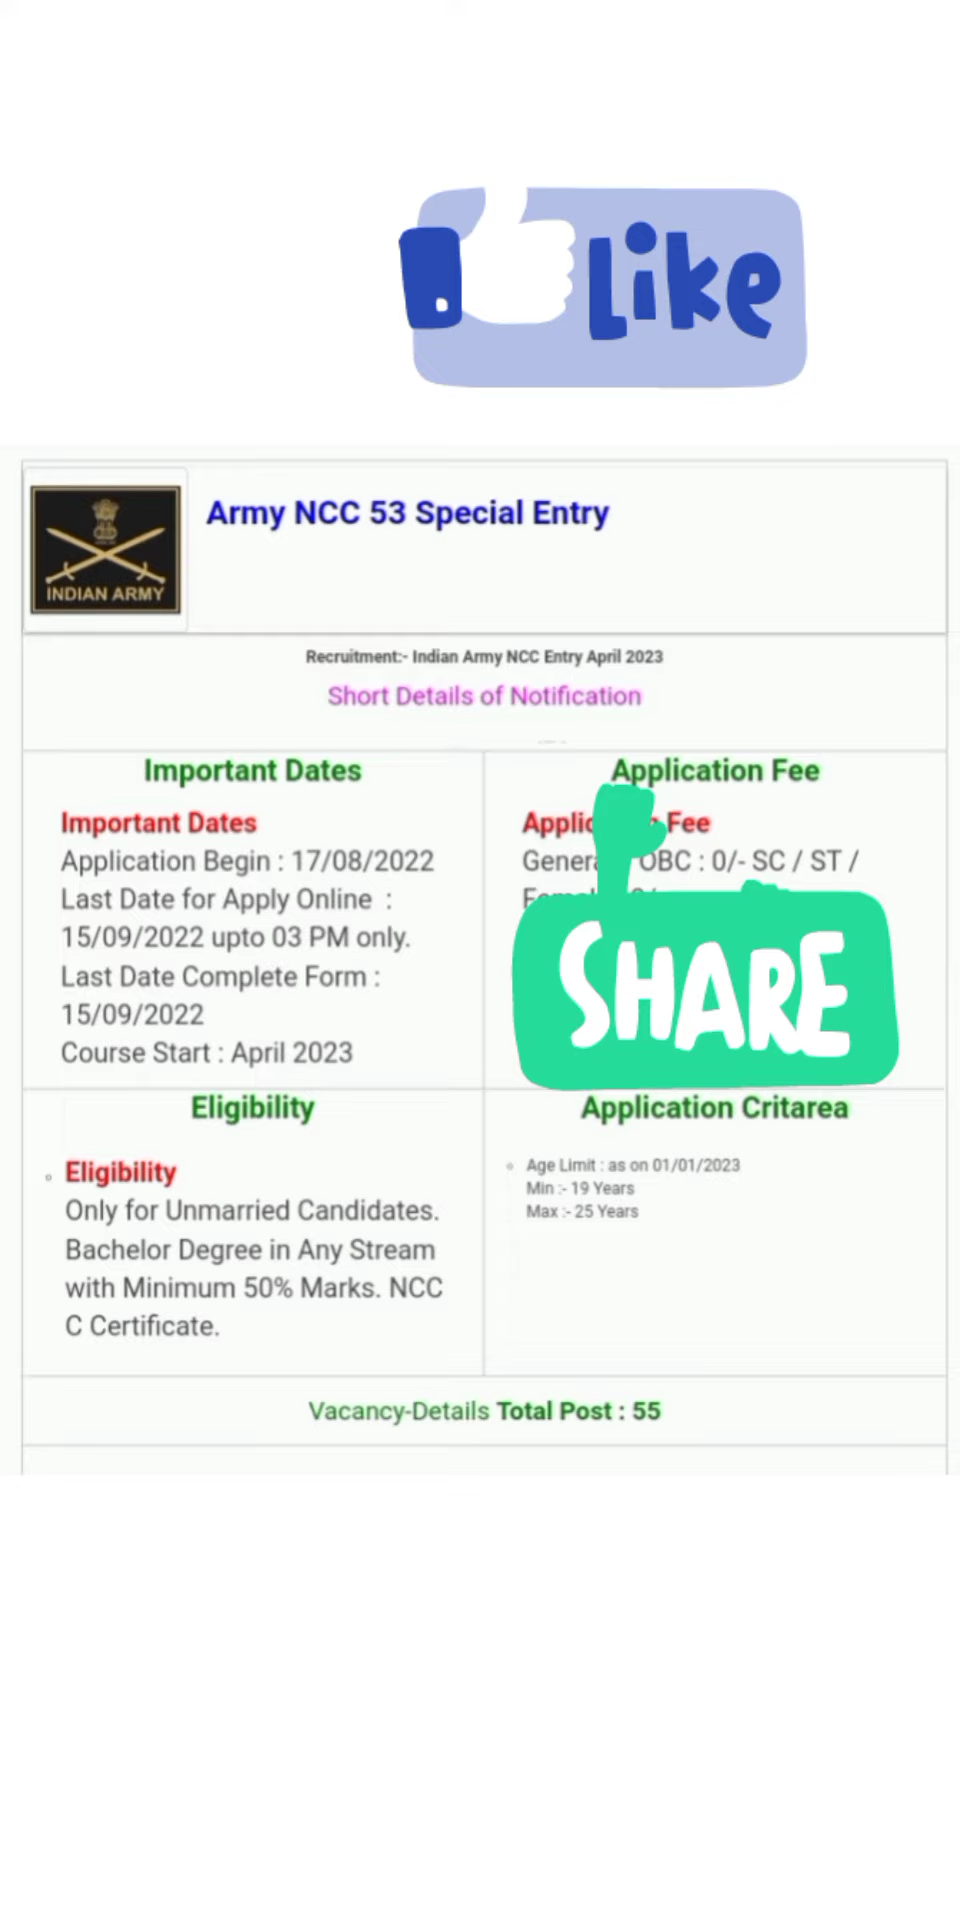 Like
INDIAN ARMY
Army NCC 53 Special Entry
Recruitment:- Indian Army NCC Entry April 2023
Short Details of Notification
Important Dates
Important Dates
Application Begin : 17/08/2022
Last Date for Apply Online :
15/09/2022 upto 03 PM only.
Last Date Complete Form :
15/09/2022
Course Start : April 2023
Application Fee
Fee
OBC : 0/- SC / ST /
SHARE
Eligibility
Eligibility
Only for Unmarried Candidates.
Bachelor Degree in Any Stream
with Minimum 50% Marks. NCC
C Certificate.
Application Critarea
Age Limit : as on 01/01/2023
Min :- 19 Years
Max :- 25 Years
Vacancy-Details Total Post : 55